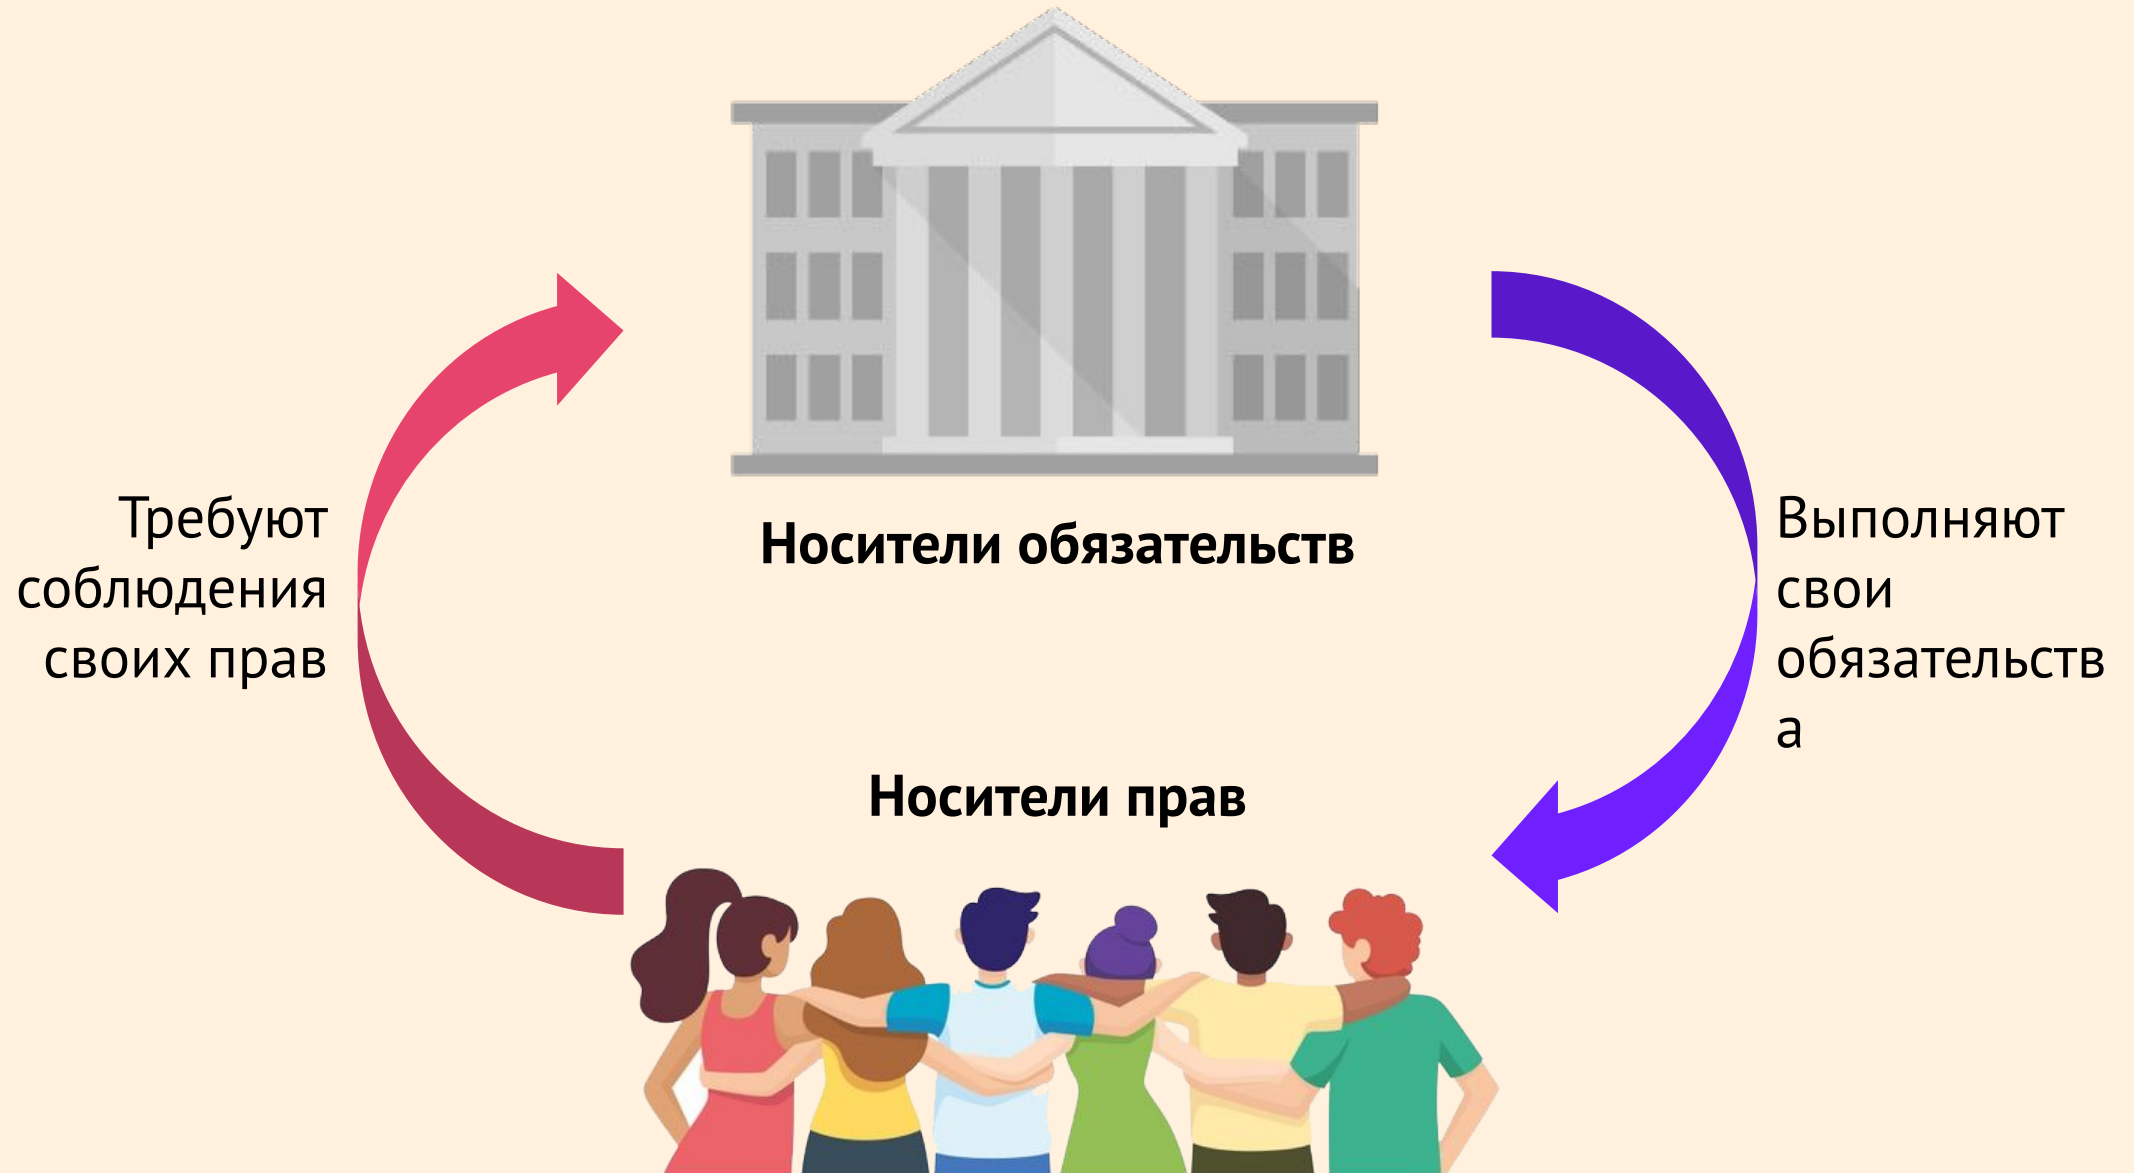 Требуют
соблюдения
своих прав
Носители обязательств
Выполняют
свои
обязательств
а
Носители прав